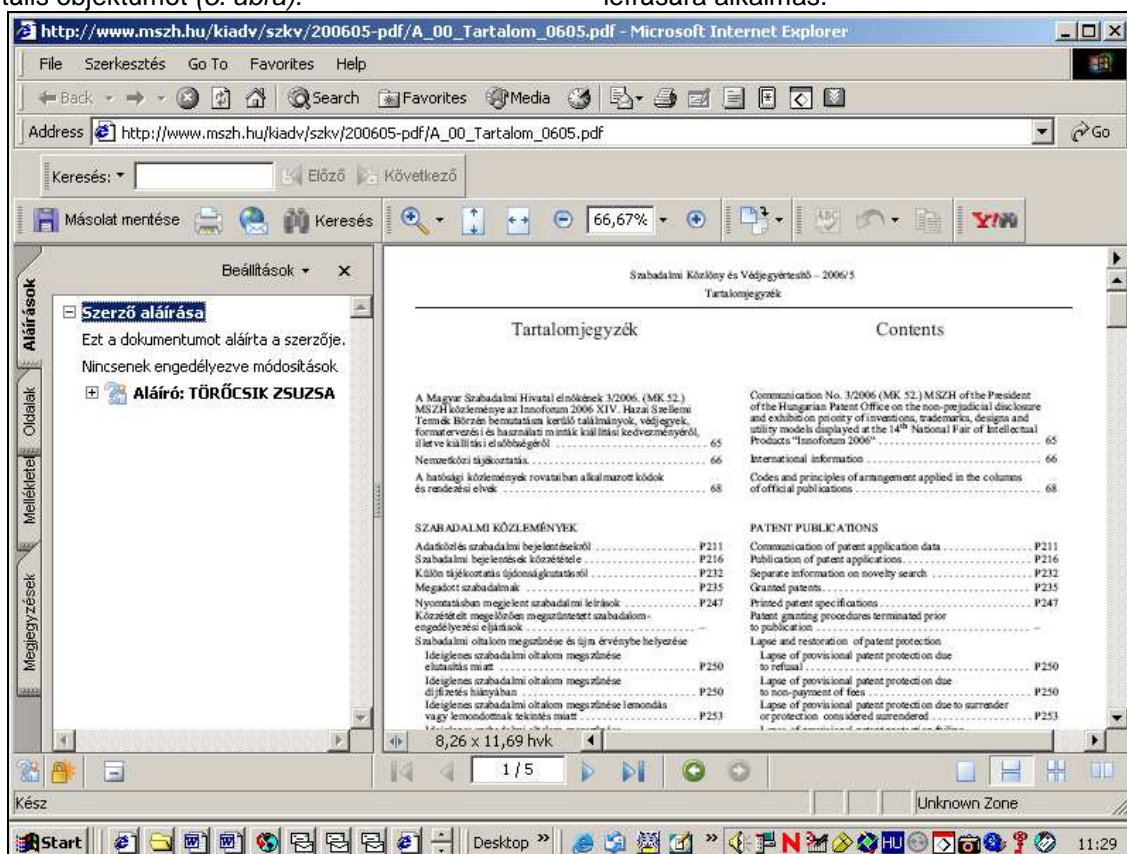 tális objektumot
leírására alkalmas.
http://www.mszh.hu/kiadv/szkv/200605-pdf/A_00_Tartalom_0605.pdf - Microsoft Internet Explorer
File Szerkesztés Go To Favorites Help
Back Search Favorites Media
Address http://www.mszh.hu/kiadv/szkv/200605-pdf/A_00_Tartalom_0605.pdf Go
Keresés: Előző Következő
Másolat mentése Keresés 66,67% Y!
Beállítások x
Aláírások
Oldalak
Mellékletek
Megjegyzések
Szerző aláírása
Ezt a dokumentumot aláírta a szerzője.
Nincsenek engedélyezve módosítások
Aláíró: TÖRŐCSIK ZSUZSA
Szabadalmi Közlöny és Védjegyértesítő – 2006/5
Tartalomjegyzék
Tartalomjegyzék
A Magyar Szabadalmi Hivatal elnökének 3/2006. (MK 52.)
MSZH közleménye az Innoforum 2006 XIV. Hazai Szellemi
Termék Börzén bemutatásra kerülő találmányok, védjegyek,
formatervezési és használati minták kiállítási kedvezményéről,
illetve kiállítási elsőbbségéről 65
Nemzetközi tájékoztatás 66
A hatósági közlemények rovataiban alkalmazott kódok
és rendezési elvek 68
SZABADALMI KÖZLEMÉNYEK
Adatközlés szabadalmi bejelentésekről P211
Szabadalmi bejelentések közzététele P216
Külön tájékoztatás újdonságkutatásról P232
Megadott szabadalmak P235
Nyomtatásban megjelent szabadalmi leírások P247
Közzétételt megelőzően megszüntetett szabadalom-
engedélyezési eljárások –
Szabadalmi oltalom megszűnése és újra érvénybe helyezése
Ideiglenes szabadalmi oltalom megszűnése
elutasítás miatt P250
Ideiglenes szabadalmi oltalom megszűnése
díjfizetés hiányában P250
Ideiglenes szabadalmi oltalom megszűnése lemondás
vagy lemondottnak tekintés miatt P253
Contents
Communication No. 3/2006 (MK 52.) MSZH of the President
of the Hungarian Patent Office on the non-prejudicial disclosure
and exhibition priority of inventions, trademarks, designs and
utility models displayed at the 14th National Fair of Intellectual
Products "Innoforum 2006" 65
International information 66
Codes and principles of arrangement applied in the columns
of official publications 68
PATENT PUBLICATIONS
Communication of patent application data P211
Publication of patent applications P216
Separate information on novelty search P232
Granted patents P235
Printed patent specifications P247
Patent granting procedures terminated prior
to publication –
Lapse and restoration of patent protection
Lapse of provisional patent protection due
to refusal P250
Lapse of provisional patent protection due
to non-payment of fees P250
Lapse of provisional patent protection due to surrender
or protection considered surrendered P253
8,26 x 11,69 hvk
1/5
Kész Unknown Zone
Start Desktop » » HU 11:29